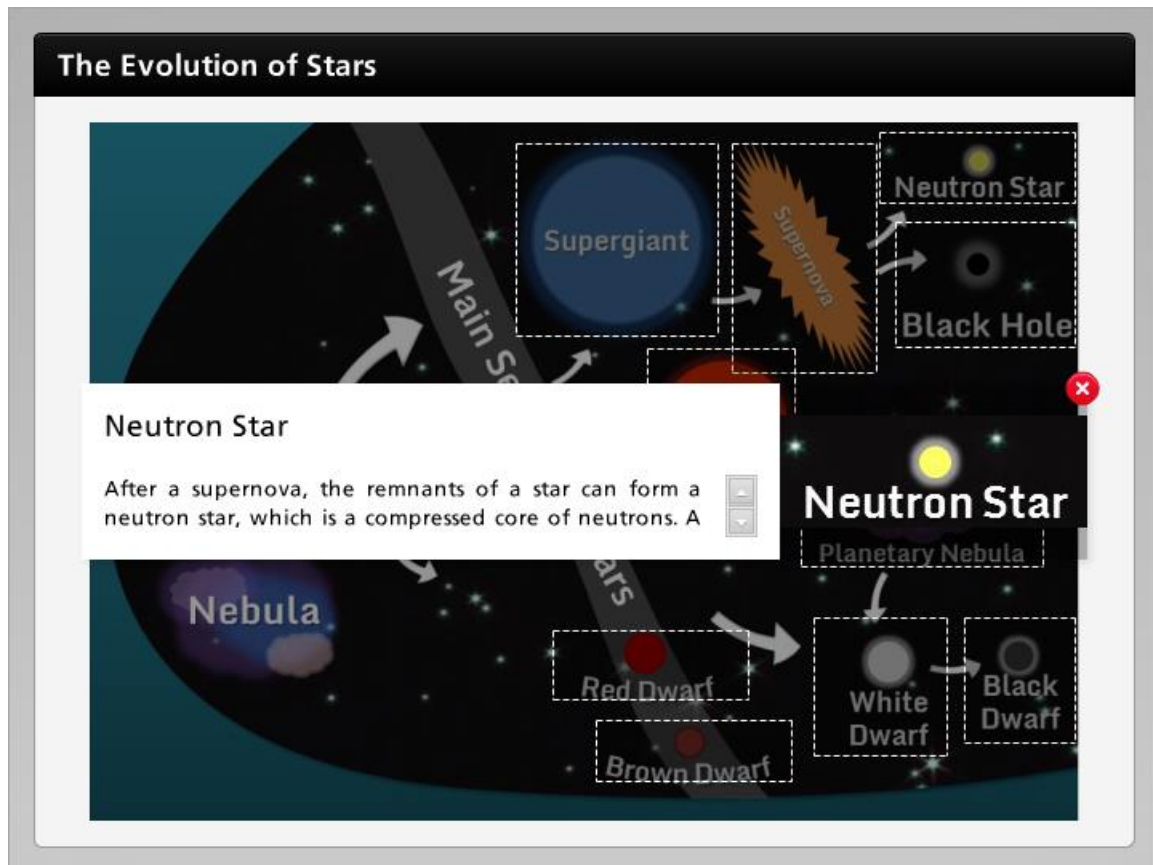 The Evolution of Stars
Neutron Star
Supergiant
Supernova
Black Hole
Main Se
Neutron Star
After a supernova, the remnants of a star can form a
neutron star, which is a compressed core of neutrons. A
Neutron Star
Planetary Nebula
ars
Nebula
Red Dwarf
White
Dwarf
Black
Dwarf
Brown Dwarf